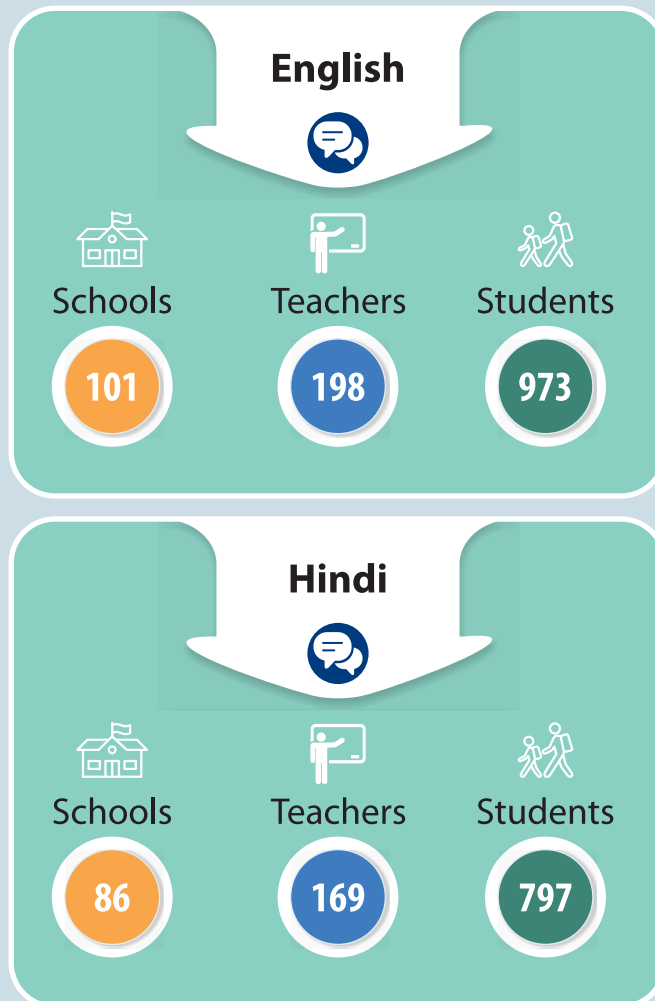 English
Schools Teachers Students
101 198 973
Hindi
Schools Teachers Students
86 169 797